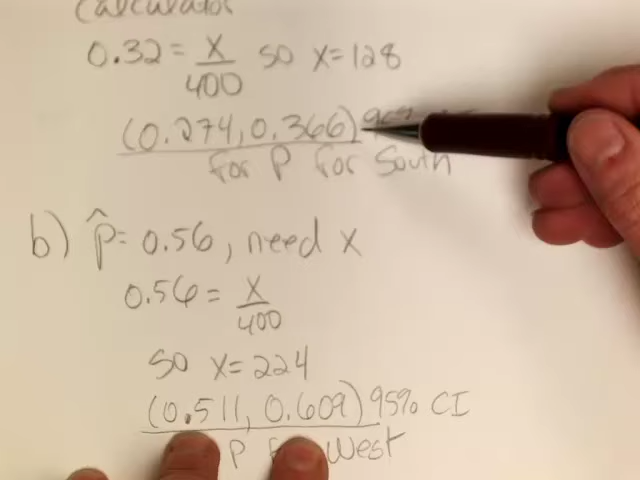 Calculator
0.32 = X/400 so x = 128
(0.274, 0.366)
for P for South
b) p̂ = 0.56, need x
0.56 = X/400
so x = 224
(0.511, 0.609) 95% CI
P West